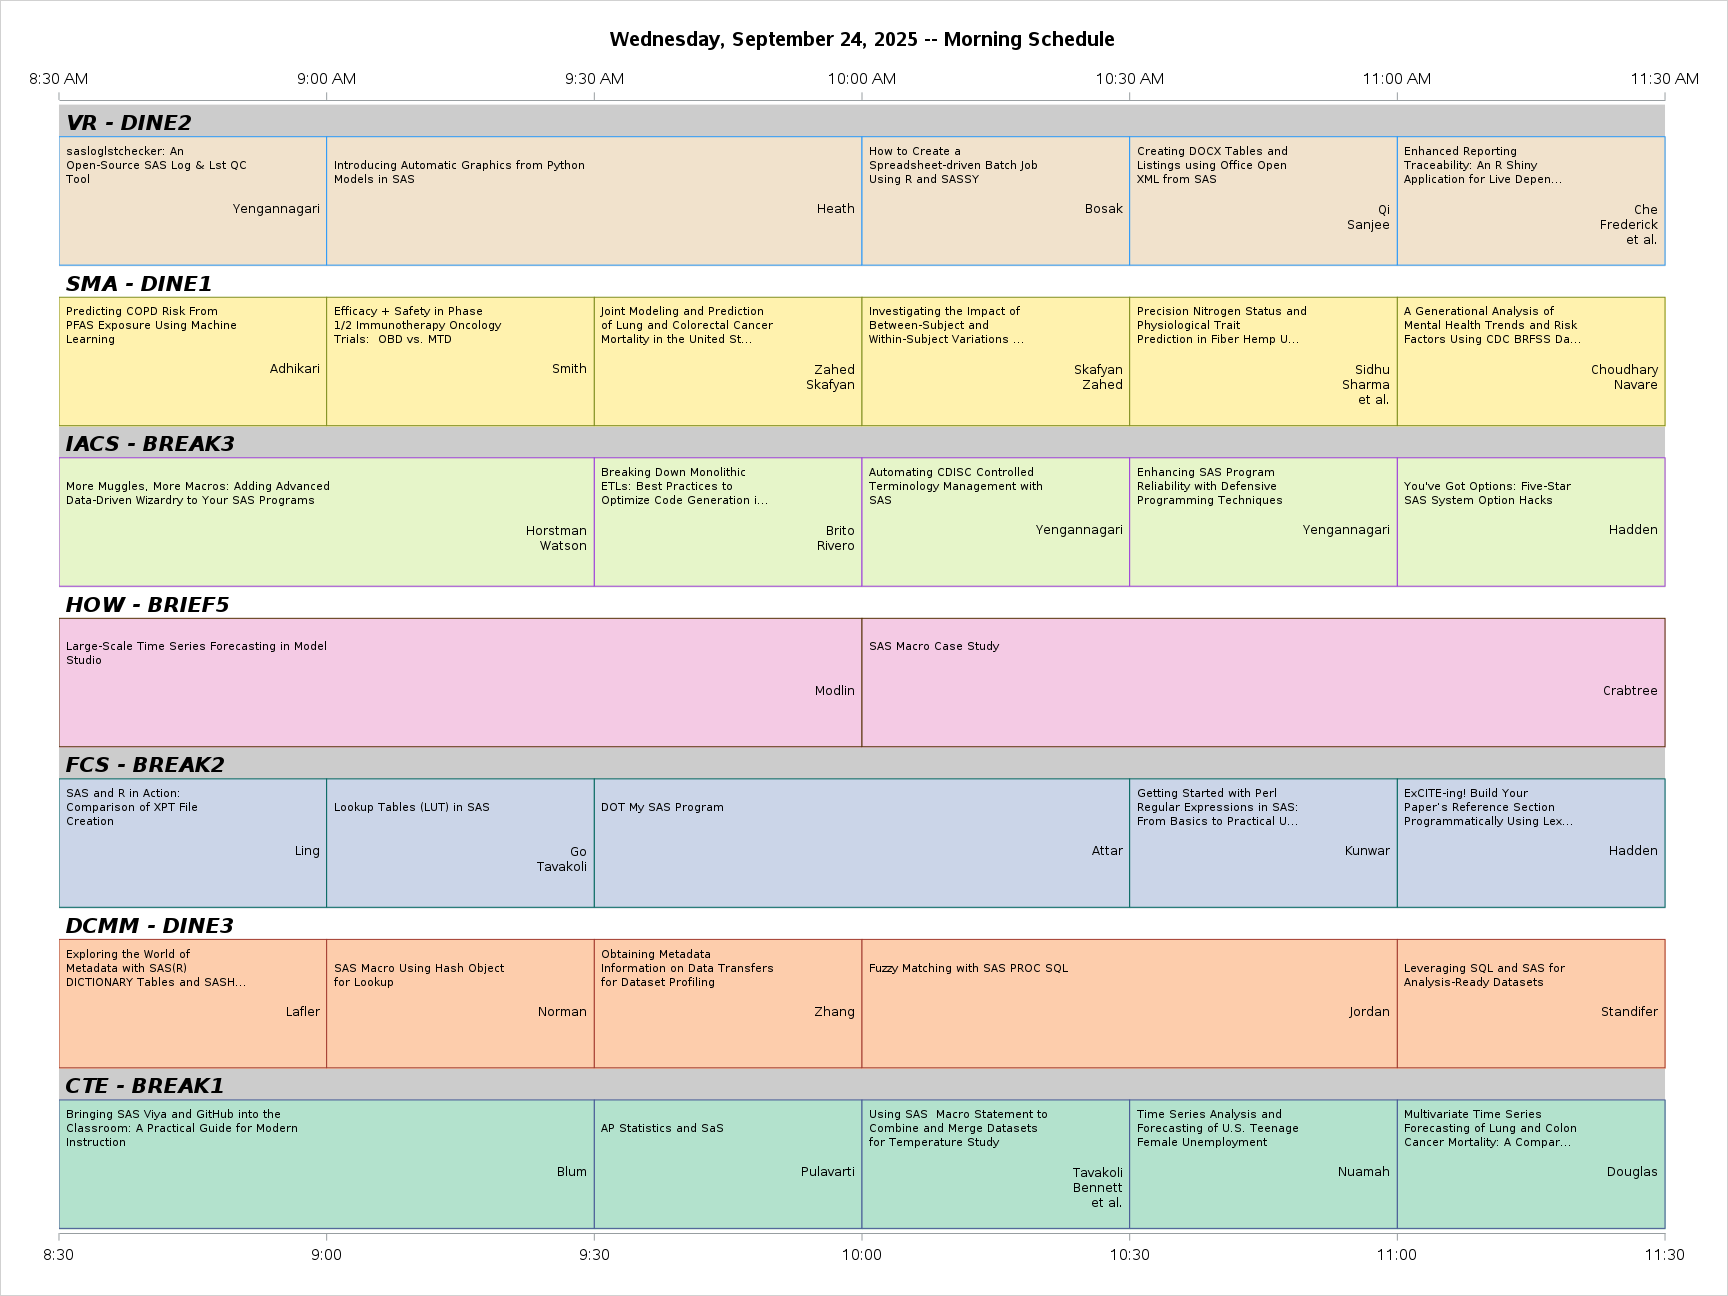 Wednesday, September 24, 2025 -- Morning Schedule
8:30 AM 9:00 AM 9:30 AM 10:00 AM 10:30 AM 11:00 AM 11:30 AM
VR - DINE2
sasloglstchecker: An
Open-Source SAS Log & Lst QC
Tool
Yengannagari
Introducing Automatic Graphics from Python
Models in SAS
Heath
How to Create a
Spreadsheet-driven Batch Job
Using R and SASSY
Bosak
Creating DOCX Tables and
Listings using Office Open
XML from SAS
Qi
Sanjee
Enhanced Reporting
Traceability: An R Shiny
Application for Live Depen...
Che
Frederick
et al.
SMA - DINE1
Predicting COPD Risk From
PFAS Exposure Using Machine
Learning
Adhikari
Efficacy + Safety in Phase
1/2 Immunotherapy Oncology
Trials:  OBD vs. MTD
Smith
Joint Modeling and Prediction
of Lung and Colorectal Cancer
Mortality in the United St...
Zahed
Skafyan
Investigating the Impact of
Between-Subject and
Within-Subject Variations ...
Skafyan
Zahed
Precision Nitrogen Status and
Physiological Trait
Prediction in Fiber Hemp U...
Sidhu
Sharma
et al.
A Generational Analysis of
Mental Health Trends and Risk
Factors Using CDC BRFSS Da...
Choudhary
Navare
IACS - BREAK3
More Muggles, More Macros: Adding Advanced
Data-Driven Wizardry to Your SAS Programs
Horstman
Watson
Breaking Down Monolithic
ETLs: Best Practices to
Optimize Code Generation i...
Brito
Rivero
Automating CDISC Controlled
Terminology Management with
SAS
Yengannagari
Enhancing SAS Program
Reliability with Defensive
Programming Techniques
Yengannagari
You've Got Options: Five-Star
SAS System Option Hacks
Hadden
HOW - BRIEF5
Large-Scale Time Series Forecasting in Model
Studio
Modlin
SAS Macro Case Study
Crabtree
FCS - BREAK2
SAS and R in Action:
Comparison of XPT File
Creation
Ling
Lookup Tables (LUT) in SAS
Go
Tavakoli
DOT My SAS Program
Attar
Getting Started with Perl
Regular Expressions in SAS:
From Basics to Practical U...
Kunwar
ExCITE-ing! Build Your
Paper's Reference Section
Programmatically Using Lex...
Hadden
DCMM - DINE3
Exploring the World of
Metadata with SAS(R)
DICTIONARY Tables and SASH...
Lafler
SAS Macro Using Hash Object
for Lookup
Norman
Obtaining Metadata
Information on Data Transfers
for Dataset Profiling
Zhang
Fuzzy Matching with SAS PROC SQL
Jordan
Leveraging SQL and SAS for
Analysis-Ready Datasets
Standifer
CTE - BREAK1
Bringing SAS Viya and GitHub into the
Classroom: A Practical Guide for Modern
Instruction
Blum
AP Statistics and SaS
Pulavarti
Using SAS  Macro Statement to
Combine and Merge Datasets
for Temperature Study
Tavakoli
Bennett
et al.
Time Series Analysis and
Forecasting of U.S. Teenage
Female Unemployment
Nuamah
Multivariate Time Series
Forecasting of Lung and Colon
Cancer Mortality: A Compar...
Douglas
8:30 9:00 9:30 10:00 10:30 11:00 11:30